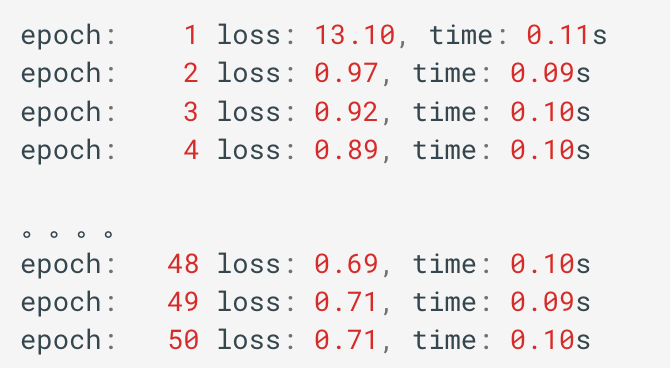 epoch:   1 loss: 13.10, time: 0.11s
epoch:   2 loss: 0.97, time: 0.09s
epoch:   3 loss: 0.92, time: 0.10s
epoch:   4 loss: 0.89, time: 0.10s
。。。。
epoch:  48 loss: 0.69, time: 0.10s
epoch:  49 loss: 0.71, time: 0.09s
epoch:  50 loss: 0.71, time: 0.10s